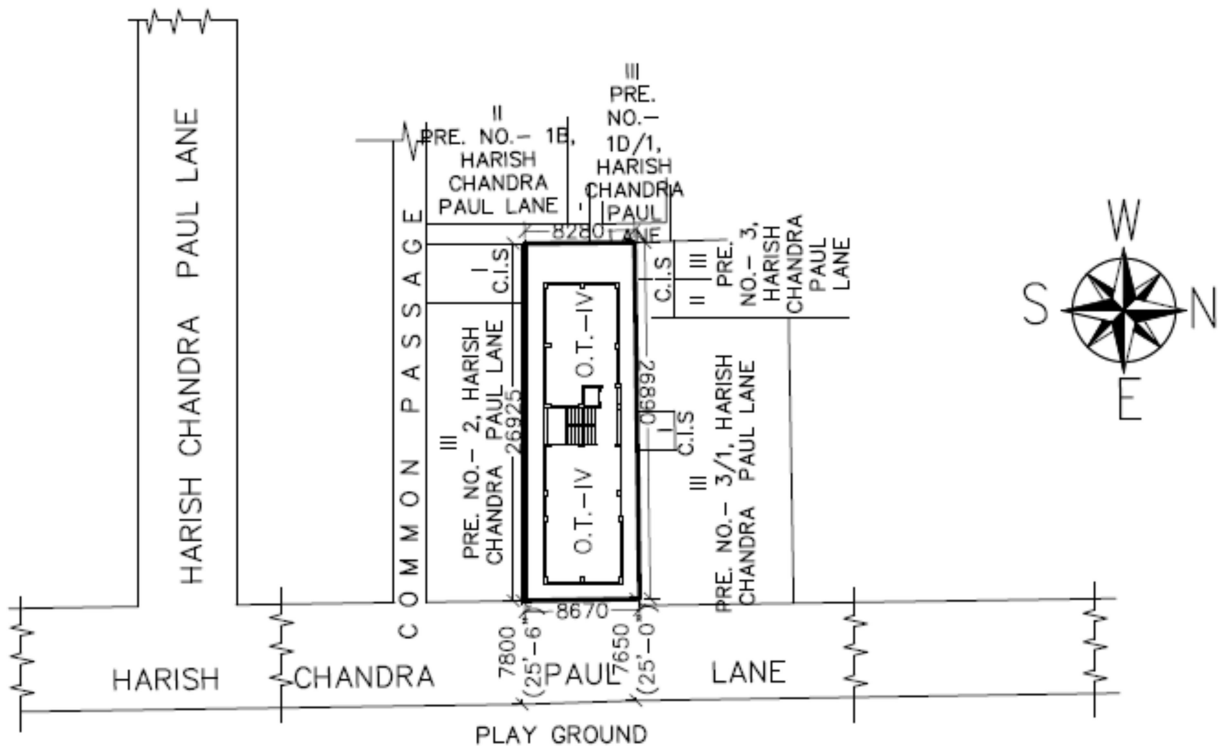 HARISH CHANDRA PAUL LANE
COMMON PASSAGE
II
PRE. NO.- 1B,
HARISH
CHANDRA
PAUL LANE
III
PRE.
NO.-
1D/1,
HARISH
CHANDRA
PAUL
LANE
8280
I
C.I.S
III
PRE. NO.- 2, HARISH
CHANDRA PAUL LANE
26925
O.T.-IV
O.T.-IV
26890
C.I.S
III
II
PRE.
NO.- 3,
HARISH
CHANDRA
PAUL
LANE
I
C.I.S
III
PRE. NO.- 3/1, HARISH
CHANDRA PAUL LANE
W
S
N
E
8670
7800
(25'-6")
7650
(25'-0")
HARISH CHANDRA PAUL LANE
PLAY GROUND